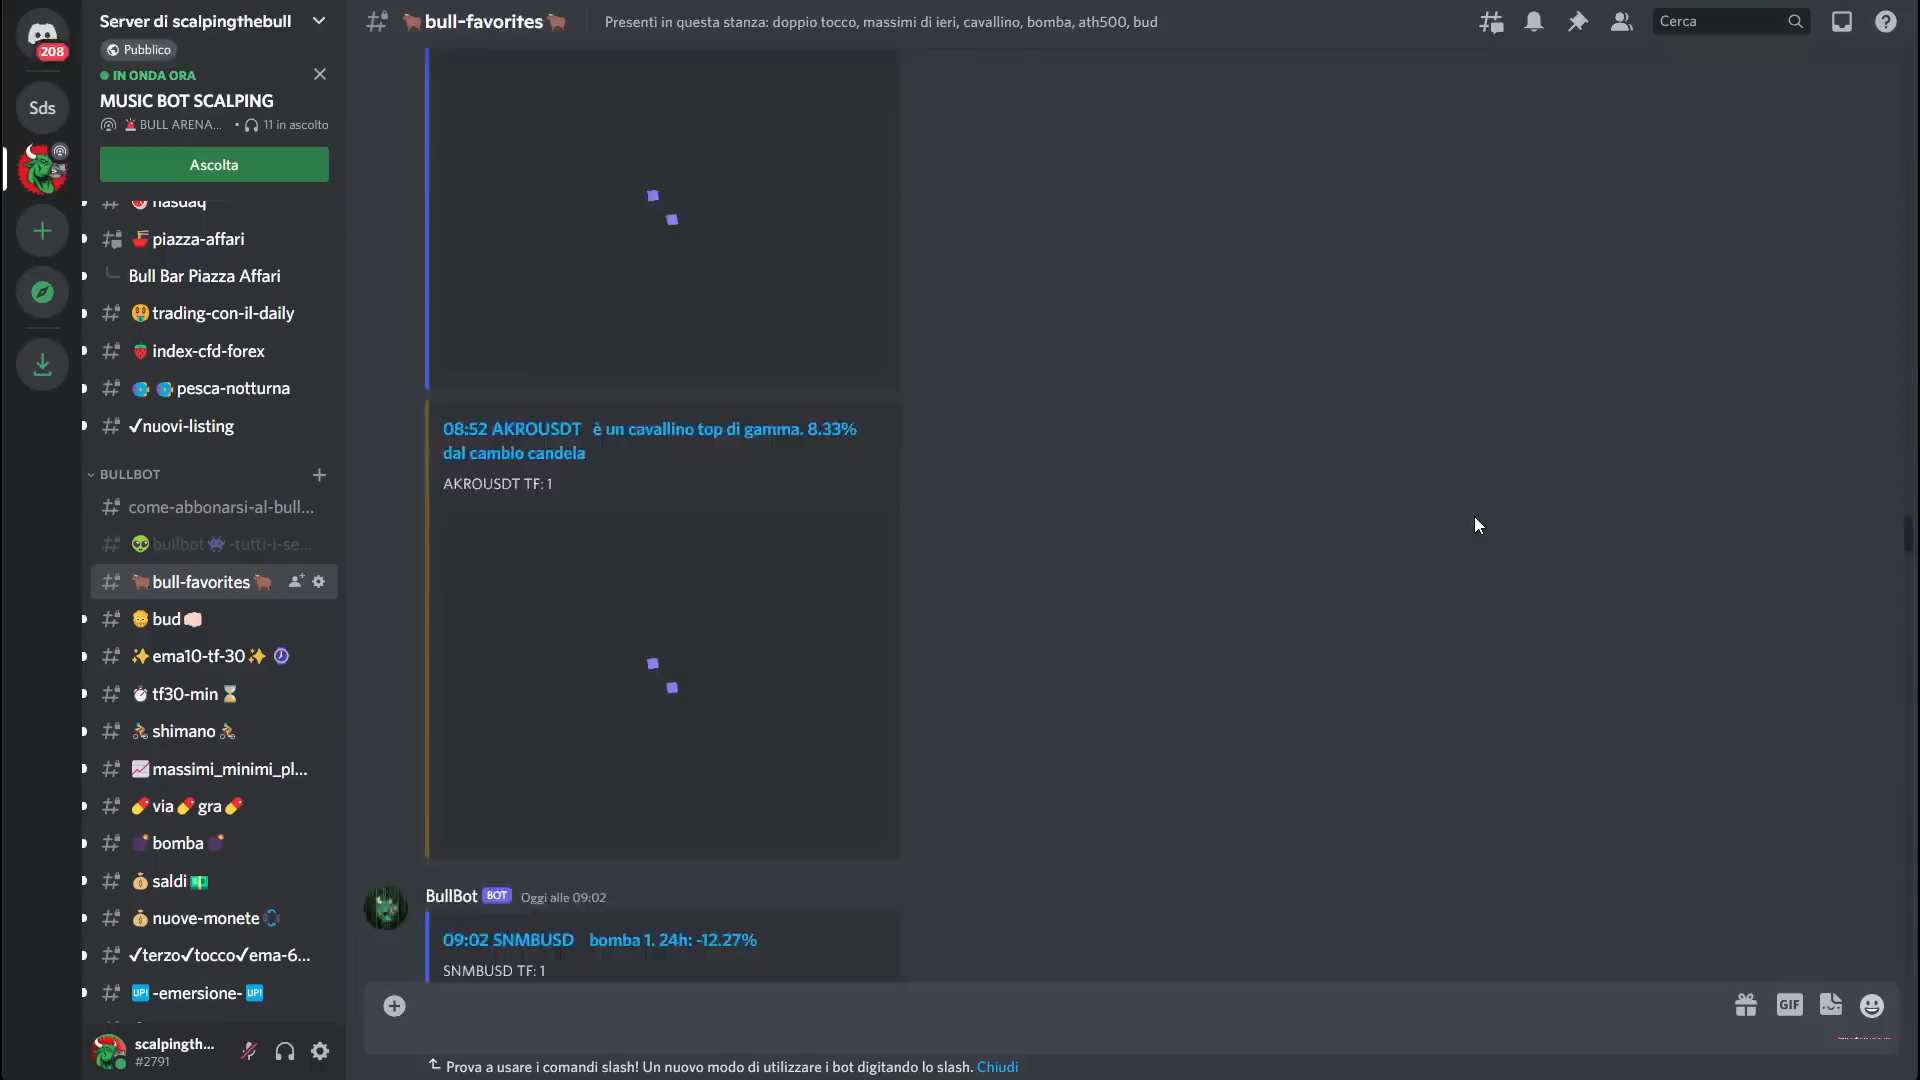 Server di scalpingthebull
Pubblico
IN ONDA ORA
MUSIC BOT SCALPING
BULL ARENA... • 11 in ascolto
Ascolta
208
Sds
nasdaq
piazza-affari
Bull Bar Piazza Affari
trading-con-il-daily
index-cfd-forex
pesca-notturna
✓nuovi-listing
BULLBOT
come-abbonarsi-al-bull...
bullbot -tutti-i-se...
bull-favorites
bud
ema10-tf-30
tf30-min
shimano
massimi_minimi_pl...
via gra
bomba
saldi
nuove-monete
✓terzo✓tocco✓ema-6...
UP! -emersione- UP!
scalpingth...
#2791
bull-favorites
Presenti in questa stanza: doppio tocco, massimi di ieri, cavallino, bomba, ath500, bud
Cerca
08:52 AKROUSDT è un cavallino top di gamma. 8.33%
dal cambio candela
AKROUSDT TF: 1
BullBot BOT Oggi alle 09:02
09:02 SNMBUSD bomba 1. 24h: -12.27%
SNMBUSD TF: 1
GIF
Prova a usare i comandi slash! Un nuovo modo di utilizzare i bot digitando lo slash. Chiudi